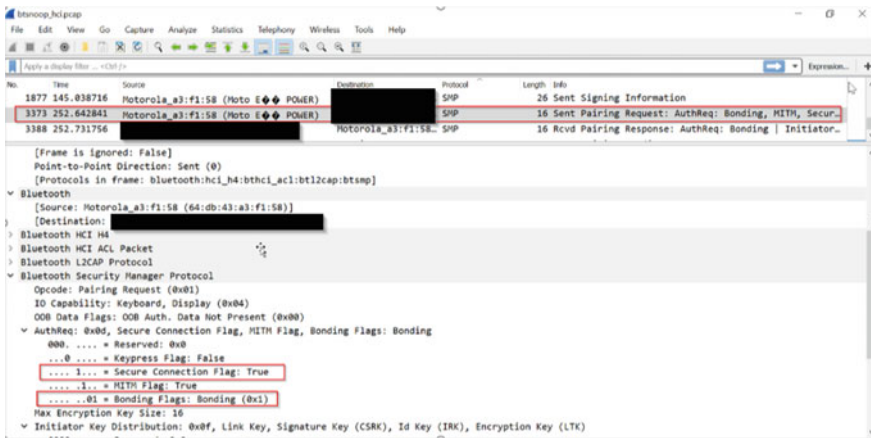 btsnoop_hci.pcap
File Edit View Go Capture Analyze Statistics Telephony Wireless Tools Help
Apply a display filter ... <Ctrl-/>
Expression... +
No. Time Source Destination Protocol Length Info
1877 145.038716 Motorola_a3:f1:58 (Moto E�� POWER) SMP 26 Sent Signing Information
3373 252.642841 Motorola_a3:f1:58 (Moto E�� POWER) SMP 16 Sent Pairing Request: AuthReq: Bonding, MITM, Secur…
3388 252.731756 Motorola_a3:f1:58… SMP 16 Rcvd Pairing Response: AuthReq: Bonding | Initiator…
[Frame is ignored: False]
Point-to-Point Direction: Sent (0)
[Protocols in frame: bluetooth:hci_h4:bthci_acl:btl2cap:btsmp]
Bluetooth
[Source: Motorola_a3:f1:58 (64:db:43:a3:f1:58)]
[Destination:
Bluetooth HCI H4
Bluetooth HCI ACL Packet
Bluetooth L2CAP Protocol
Bluetooth Security Manager Protocol
Opcode: Pairing Request (0x01)
IO Capability: Keyboard, Display (0x04)
OOB Data Flags: OOB Auth. Data Not Present (0x00)
AuthReq: 0x0d, Secure Connection Flag, MITM Flag, Bonding Flags: Bonding
000. .... = Reserved: 0x0
...0 .... = Keypress Flag: False
.... 1... = Secure Connection Flag: True
.... .1.. = MITM Flag: True
.... ..01 = Bonding Flags: Bonding (0x1)
Max Encryption Key Size: 16
Initiator Key Distribution: 0x0f, Link Key, Signature Key (CSRK), Id Key (IRK), Encryption Key (LTK)